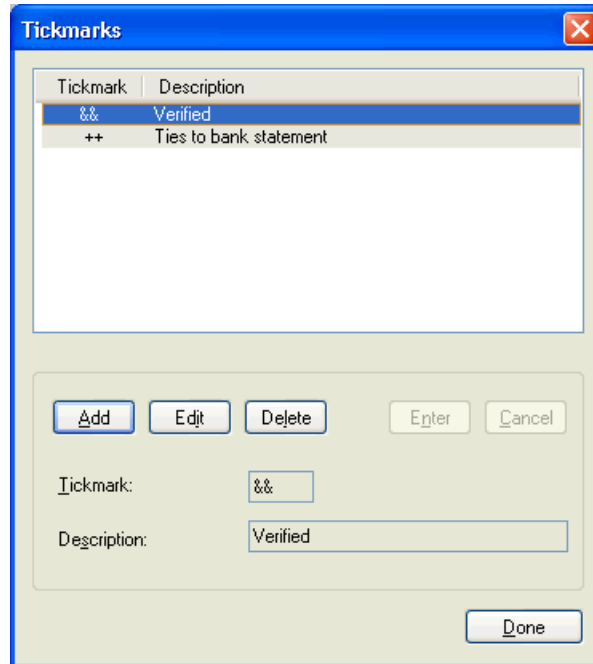 Tickmarks
Tickmark Description
&& Verified
++ Ties to bank statement
Add Edit Delete Enter Cancel
Tickmark: &&
Description: Verified
Done